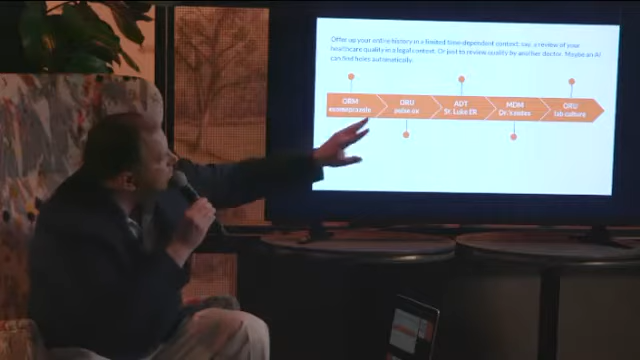 Offer up your entire history in a limited time-dependent context, say, a review of your
healthcare quality in a legal context. Or just to review quality by another doctor. Maybe an AI
can find holes automatically.
ORM ORU ADT MDM ORU
pulse ox St. Luke ER lab culture